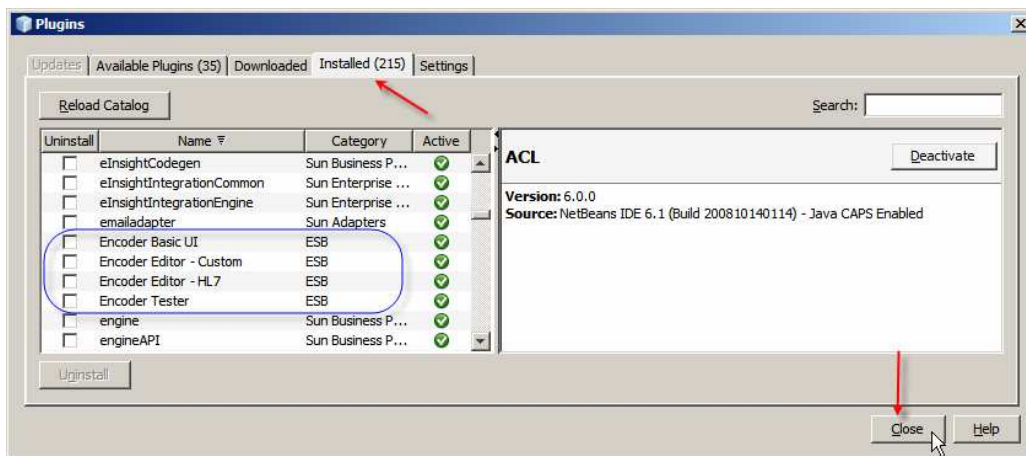 Plugins
Updates Available Plugins (35) Downloaded Installed (215) Settings
Reload Catalog Search:
Uninstall Name Category Active
eInsightCodegen Sun Business P...
eInsightIntegrationCommon Sun Enterprise ...
eInsightIntegrationEngine Sun Enterprise ...
emailadapter Sun Adapters
Encoder Basic UI ESB
Encoder Editor - Custom ESB
Encoder Editor - HL7 ESB
Encoder Tester ESB
engine Sun Business P...
engineAPI Sun Business P...
ACL Deactivate
Version: 6.0.0
Source: NetBeans IDE 6.1 (Build 200810140114) - Java CAPS Enabled
Uninstall
Close Help